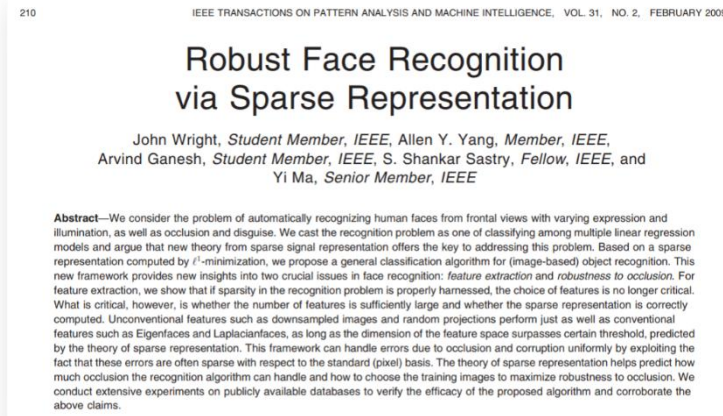 210
IEEE TRANSACTIONS ON PATTERN ANALYSIS AND MACHINE INTELLIGENCE, VOL. 31, NO. 2, FEBRUARY 2009
Robust Face Recognition
via Sparse Representation
John Wright, Student Member, IEEE, Allen Y. Yang, Member, IEEE,
Arvind Ganesh, Student Member, IEEE, S. Shankar Sastry, Fellow, IEEE, and
Yi Ma, Senior Member, IEEE
Abstract—We consider the problem of automatically recognizing human faces from frontal views with varying expression and
illumination, as well as occlusion and disguise. We cast the recognition problem as one of classifying among multiple linear regression
models and argue that new theory from sparse signal representation offers the key to addressing this problem. Based on a sparse
representation computed by ℓ¹-minimization, we propose a general classification algorithm for (image-based) object recognition. This
new framework provides new insights into two crucial issues in face recognition: feature extraction and robustness to occlusion. For
feature extraction, we show that if sparsity in the recognition problem is properly harnessed, the choice of features is no longer critical.
What is critical, however, is whether the number of features is sufficiently large and whether the sparse representation is correctly
computed. Unconventional features such as downsampled images and random projections perform just as well as conventional
features such as Eigenfaces and Laplacianfaces, as long as the dimension of the feature space surpasses certain threshold, predicted
by the theory of sparse representation. This framework can handle errors due to occlusion and corruption uniformly by exploiting the
fact that these errors are often sparse with respect to the standard (pixel) basis. The theory of sparse representation helps predict how
much occlusion the recognition algorithm can handle and how to choose the training images to maximize robustness to occlusion. We
conduct extensive experiments on publicly available databases to verify the efficacy of the proposed algorithm and corroborate the
above claims.